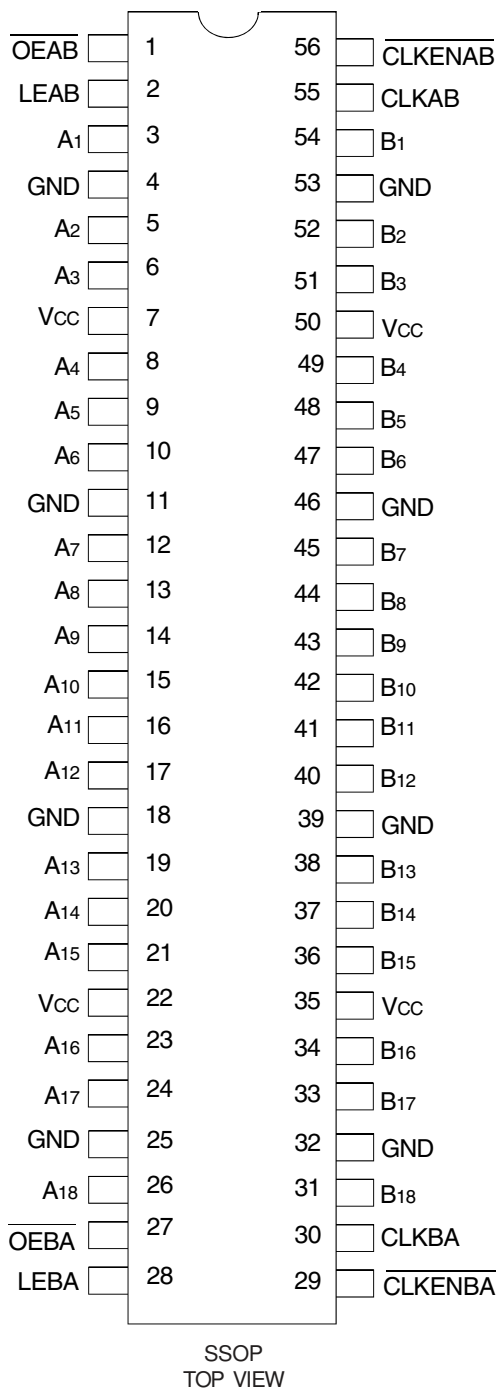 OEAB 1 56 CLKENAB
LEAB 2 55 CLKAB
A1 3 54 B1
GND 4 53 GND
A2 5 52 B2
A3 6 51 B3
VCC 7 50 VCC
A4 8 49 B4
A5 9 48 B5
A6 10 47 B6
GND 11 46 GND
A7 12 45 B7
A8 13 44 B8
A9 14 43 B9
A10 15 42 B10
A11 16 41 B11
A12 17 40 B12
GND 18 39 GND
A13 19 38 B13
A14 20 37 B14
A15 21 36 B15
VCC 22 35 VCC
A16 23 34 B16
A17 24 33 B17
GND 25 32 GND
A18 26 31 B18
OEBA 27 30 CLKBA
LEBA 28 29 CLKENBA
SSOP
TOP VIEW